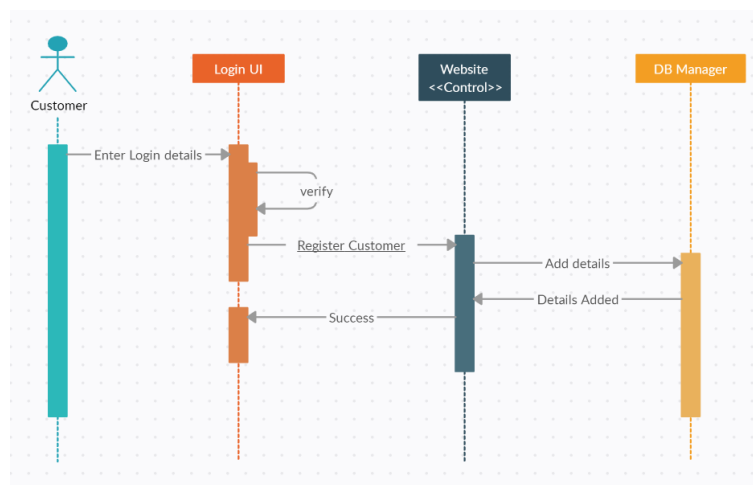 Login UI
Website
<<Control>>
DB Manager
Customer
Enter Login details
verify
Register Customer
Add details
Details Added
Success